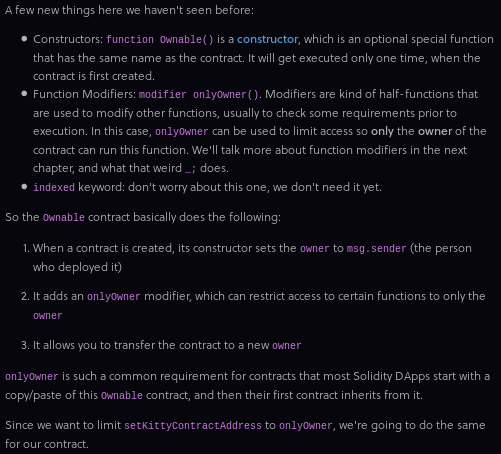 A few new things here we haven't seen before:
Constructors: function Ownable() is a constructor, which is an optional special function
that has the same name as the contract. It will get executed only one time, when the
contract is first created.
Function Modifiers: modifier onlyOwner(). Modifiers are kind of half-functions that
are used to modify other functions, usually to check some requirements prior to
execution. In this case, onlyOwner can be used to limit access so only the owner of the
contract can run this function. We'll talk more about function modifiers in the next
chapter, and what that weird _; does.
indexed keyword: don't worry about this one, we don't need it yet.
So the Ownable contract basically does the following:
1. When a contract is created, its constructor sets the owner to msg.sender (the person
who deployed it)
2. It adds an onlyOwner modifier, which can restrict access to certain functions to only the
owner
3. It allows you to transfer the contract to a new owner
onlyOwner is such a common requirement for contracts that most Solidity DApps start with a
copy/paste of this Ownable contract, and then their first contract inherits from it.
Since we want to limit setKittyContractAddress to onlyOwner, we're going to do the same
for our contract.